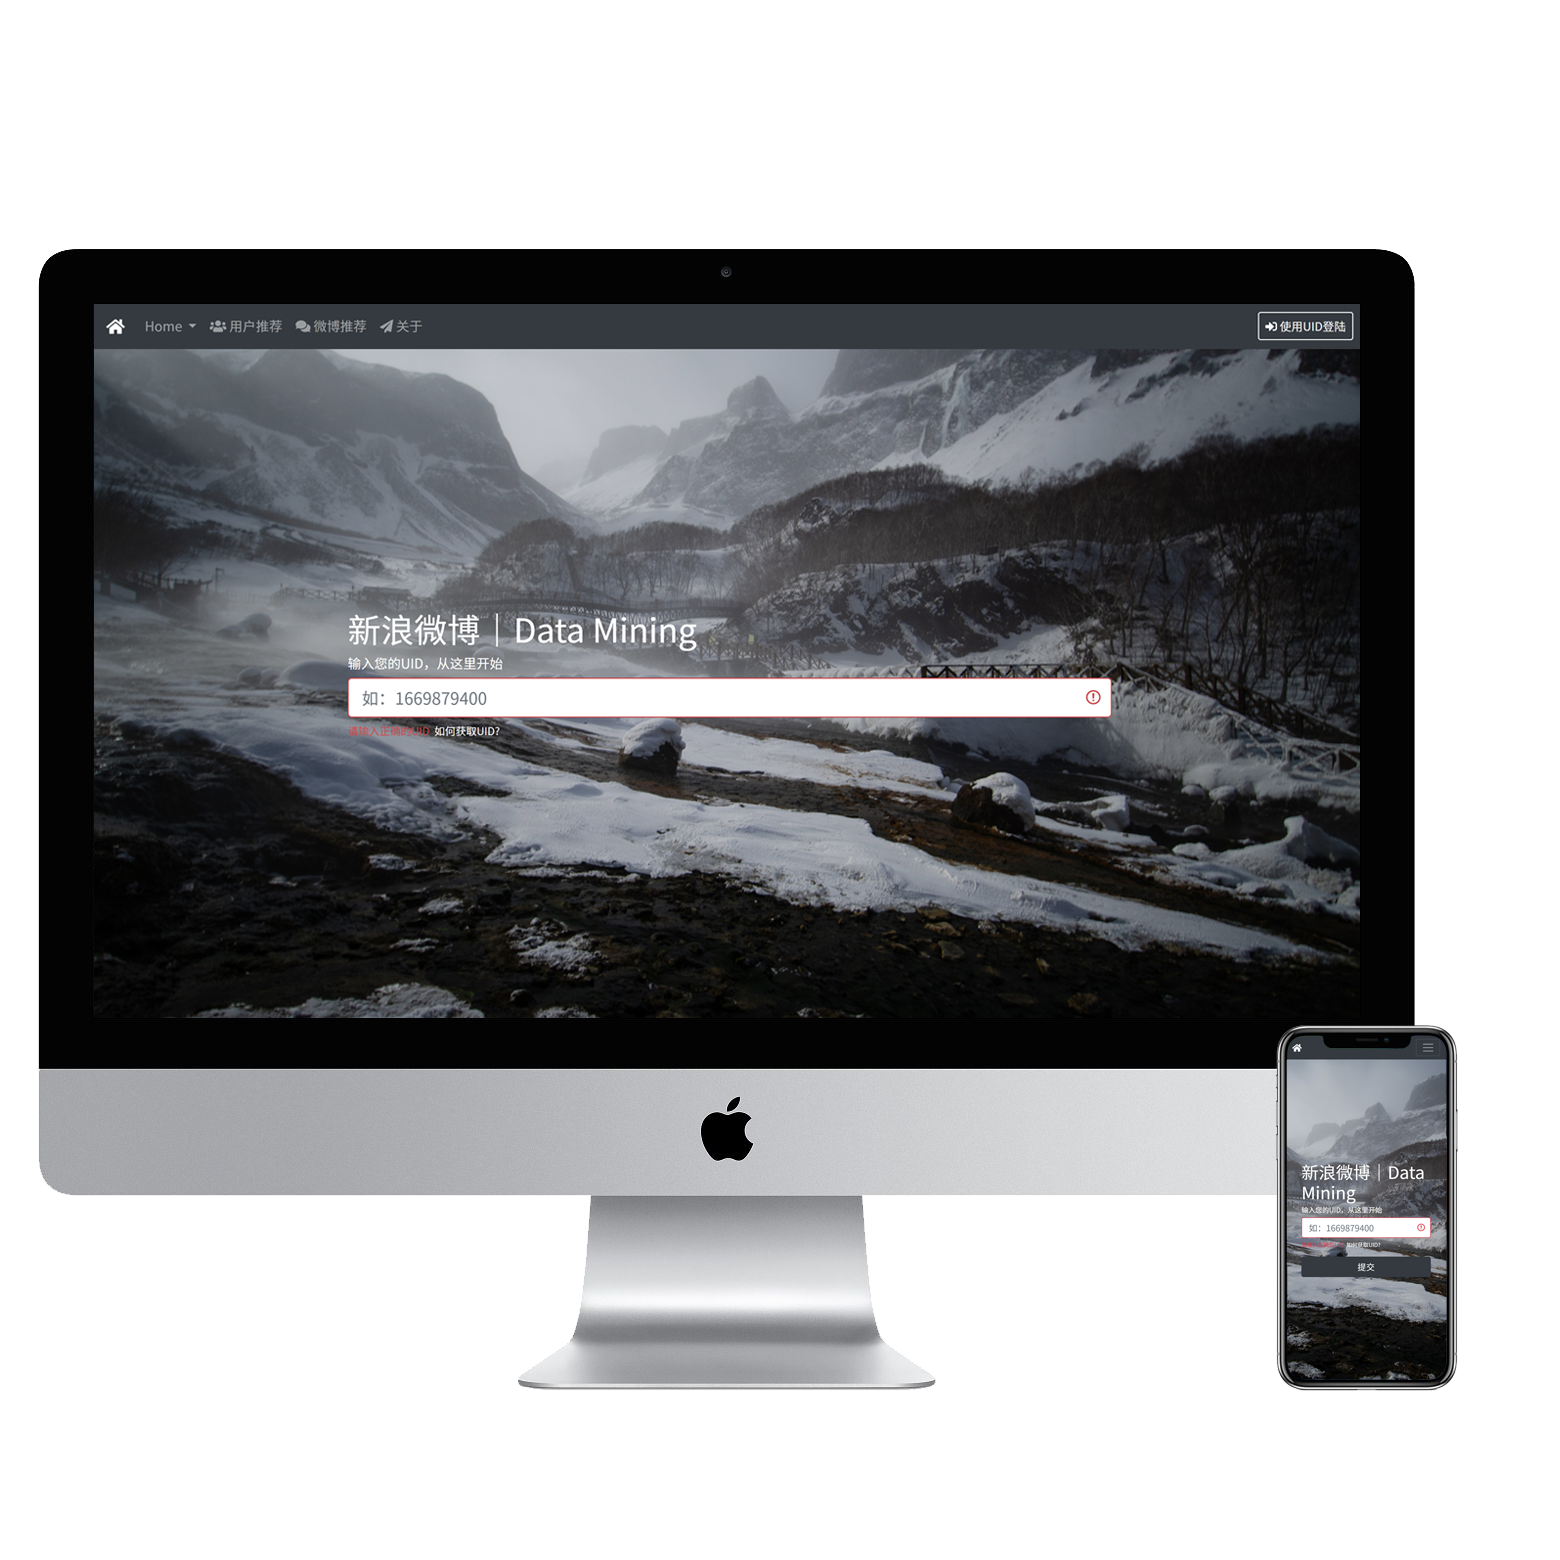 Home 用户推荐 微博推荐 关于 使用UID登陆
新浪微博｜Data Mining
输入您的UID，从这里开始
如：1669879400
请输入正确的UID 如何获取UID?
新浪微博｜Data
Mining
输入您的UID，从这里开始
如：1669879400
如何获取UID?
提交